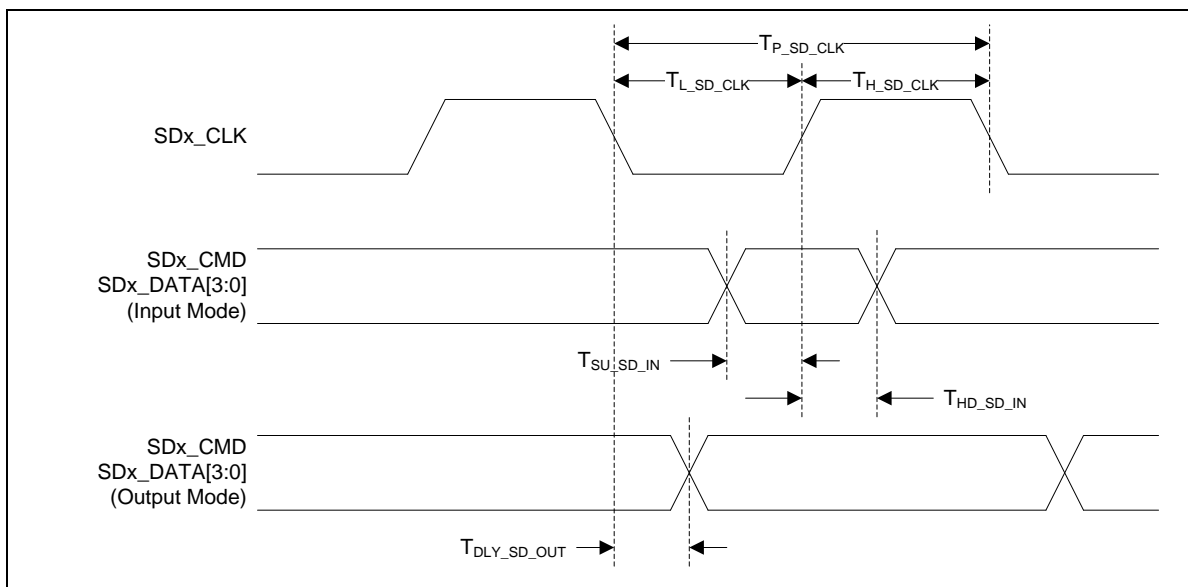 T_P_SD_CLK
T_L_SD_CLK
T_H_SD_CLK
SDx_CLK
SDx_CMD
SDx_DATA[3:0]
(Input Mode)
T_SU_SD_IN
T_HD_SD_IN
SDx_CMD
SDx_DATA[3:0]
(Output Mode)
T_DLY_SD_OUT